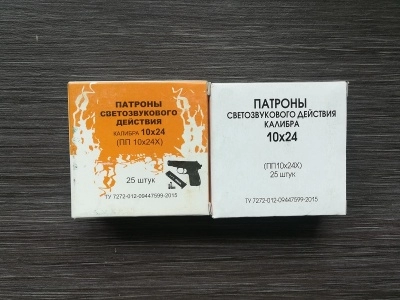 ПАТРОНЫ
СВЕТОЗВУКОВОГО
ДЕЙСТВИЯ
КАЛИБРА 10х24
(ПП 10х24Х)
25 штук
ТУ 7272-012-09447599-2015
ПАТРОНЫ
СВЕТОЗВУКОВОГО ДЕЙСТВИЯ
КАЛИБРА
10х24
(ПП10х24Х)
25 штук
ТУ 7272-012-09447599-2015